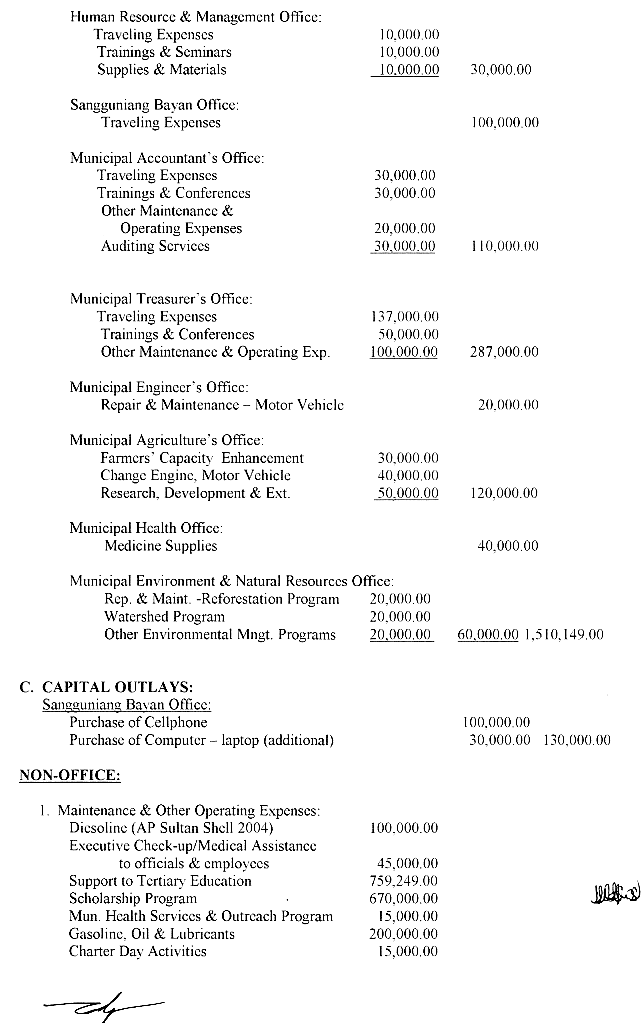 Human Resource & Management Office:
Traveling Expenses 10,000.00
Trainings & Seminars 10,000.00
Supplies & Materials 10,000.00 30,000.00
Sangguniang Bayan Office:
Traveling Expenses 100,000.00
Municipal Accountant's Office:
Traveling Expenses 30,000.00
Trainings & Conferences 30,000.00
Other Maintenance &
Operating Expenses 20,000.00
Auditing Services 30,000.00 110,000.00
Municipal Treasurer's Office:
Traveling Expenses 137,000.00
Trainings & Conferences 50,000.00
Other Maintenance & Operating Exp. 100,000.00 287,000.00
Municipal Engineer's Office:
Repair & Maintenance – Motor Vehicle 20,000.00
Municipal Agriculture's Office:
Farmers' Capacity Enhancement 30,000.00
Change Engine, Motor Vehicle 40,000.00
Research, Development & Ext. 50,000.00 120,000.00
Municipal Health Office:
Medicine Supplies 40,000.00
Municipal Environment & Natural Resources Office:
Rep. & Maint. -Reforestation Program 20,000.00
Watershed Program 20,000.00
Other Environmental Mngt. Programs 20,000.00 60,000.00 1,510,149.00
C. CAPITAL OUTLAYS:
Sangguniang Bayan Office:
Purchase of Cellphone 100,000.00
Purchase of Computer – laptop (additional) 30,000.00 130,000.00
NON-OFFICE:
1. Maintenance & Other Operating Expenses:
Diesoline (AP Sultan Shell 2004) 100,000.00
Executive Check-up/Medical Assistance
to officials & employees 45,000.00
Support to Tertiary Education 759,249.00
Scholarship Program 670,000.00
Mun. Health Services & Outreach Program 15,000.00
Gasoline, Oil & Lubricants 200,000.00
Charter Day Activities 15,000.00